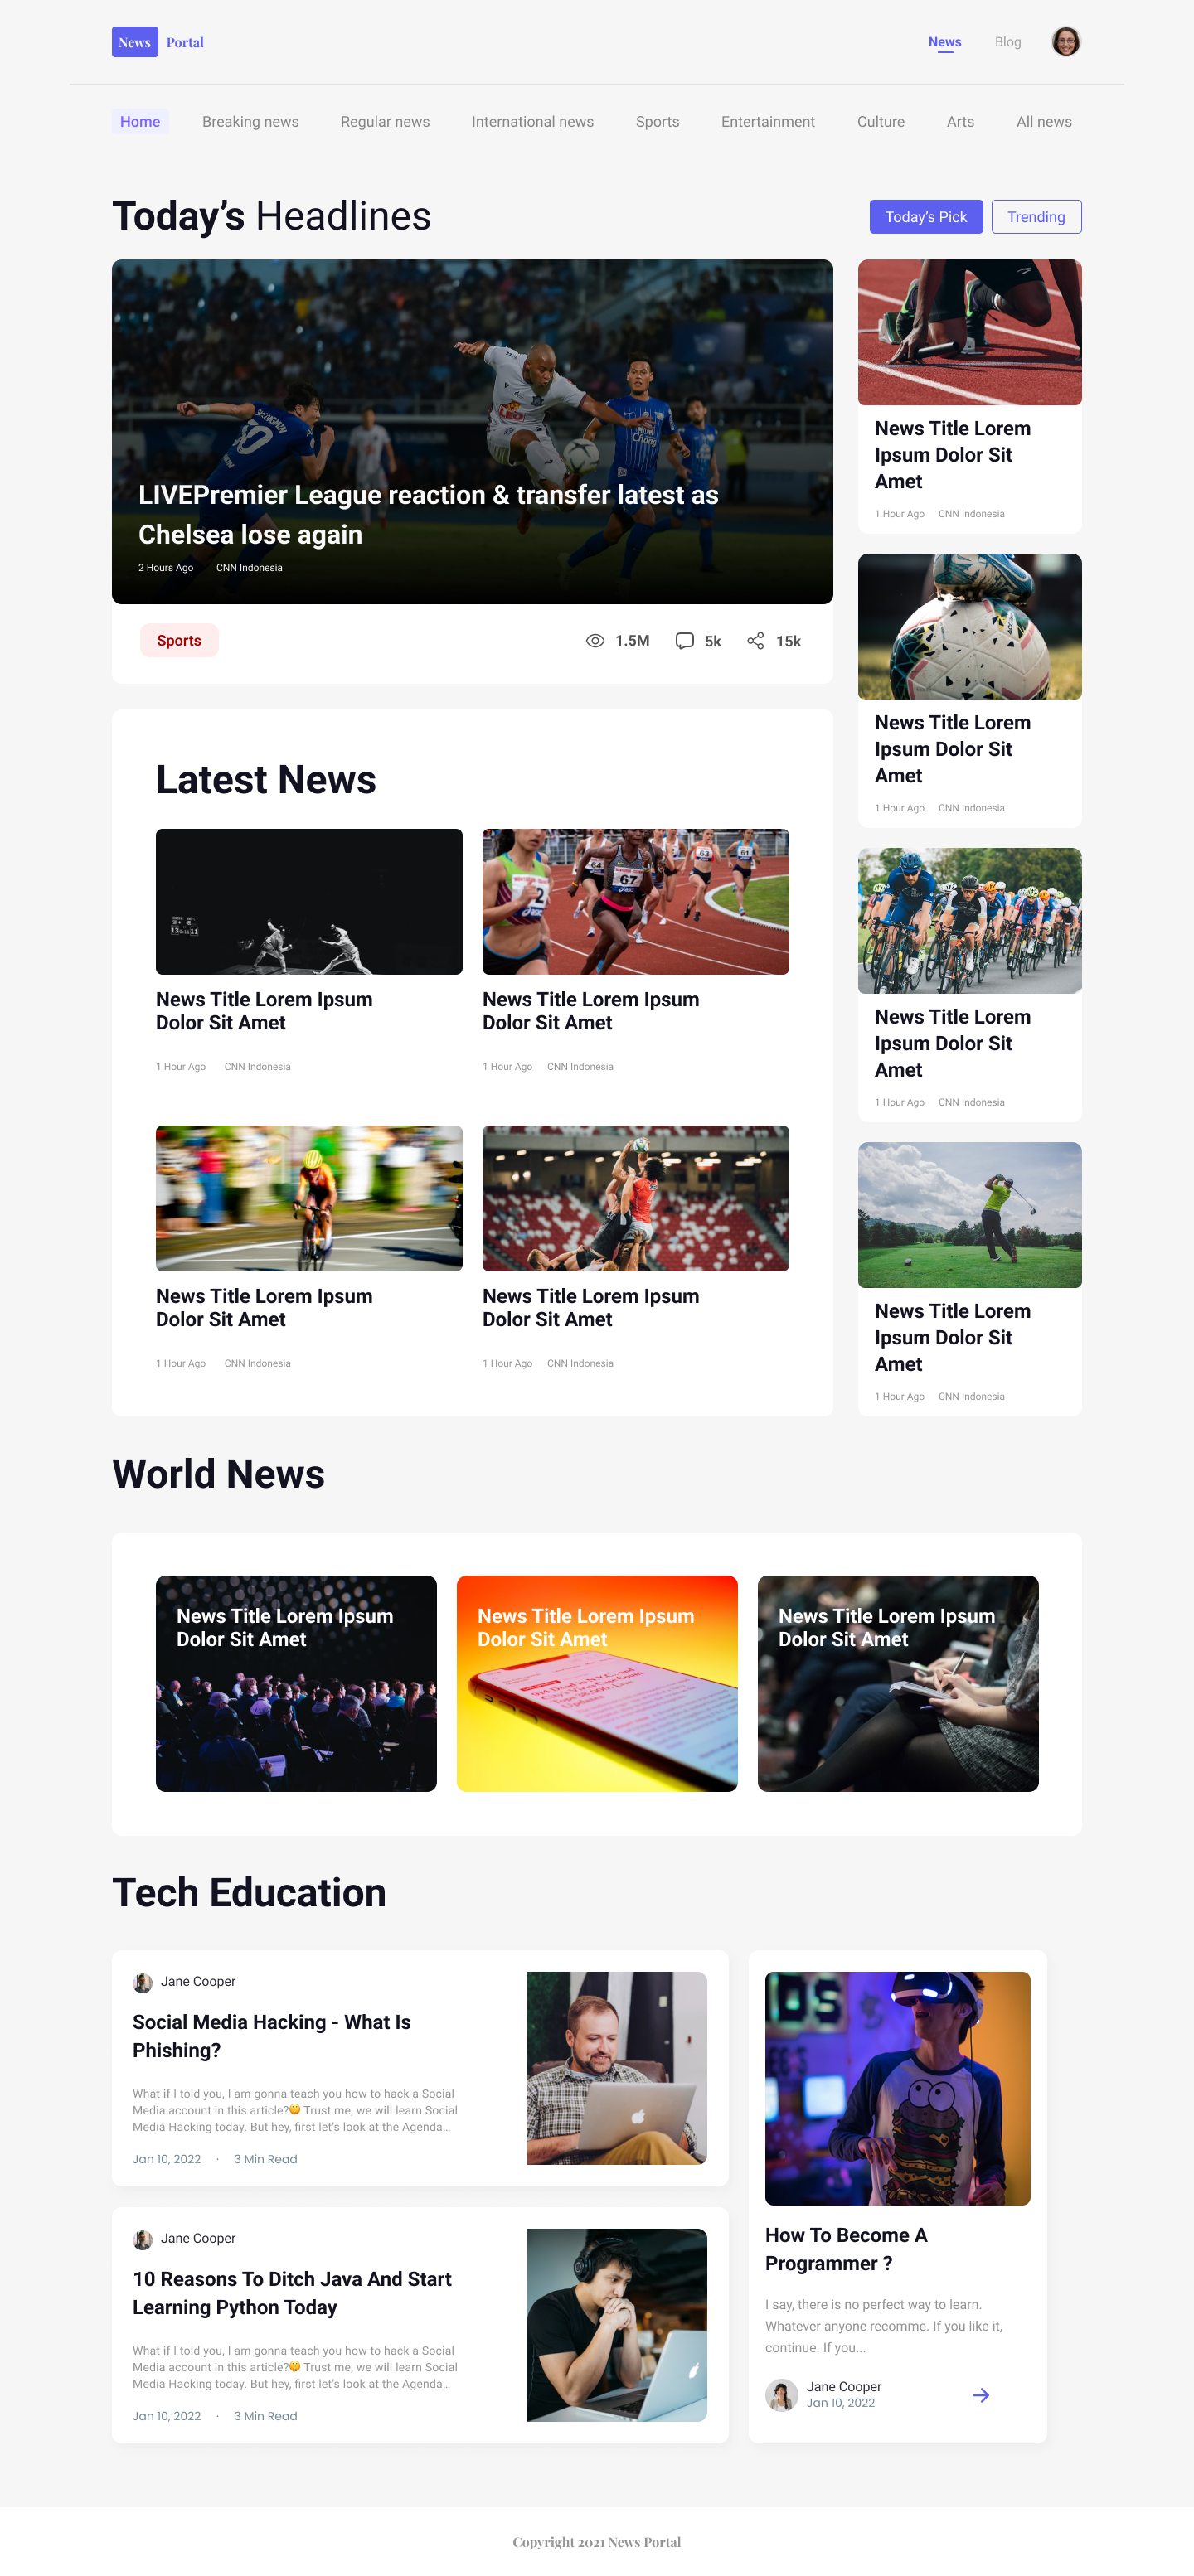 News Portal
News Blog
Home Breaking news Regular news International news Sports Entertainment Culture Arts All news
Today's Headlines
Today's Pick Trending
LIVEPremier League reaction & transfer latest as
Chelsea lose again
2 Hours Ago CNN Indonesia
Sports 1.5M 5k 15k
News Title Lorem
Ipsum Dolor Sit
Amet
1 Hour Ago CNN Indonesia
News Title Lorem
Ipsum Dolor Sit
Amet
1 Hour Ago CNN Indonesia
News Title Lorem
Ipsum Dolor Sit
Amet
1 Hour Ago CNN Indonesia
News Title Lorem
Ipsum Dolor Sit
Amet
1 Hour Ago CNN Indonesia
Latest News
67
64
63
61
2
News Title Lorem Ipsum
Dolor Sit Amet
1 Hour Ago CNN Indonesia
News Title Lorem Ipsum
Dolor Sit Amet
1 Hour Ago CNN Indonesia
News Title Lorem Ipsum
Dolor Sit Amet
1 Hour Ago CNN Indonesia
News Title Lorem Ipsum
Dolor Sit Amet
1 Hour Ago CNN Indonesia
World News
News Title Lorem Ipsum
Dolor Sit Amet
News Title Lorem Ipsum
Dolor Sit Amet
News Title Lorem Ipsum
Dolor Sit Amet
Tech Education
Jane Cooper
Social Media Hacking - What Is
Phishing?
What if I told you, I am gonna teach you how to hack a Social
Media account in this article?😋 Trust me, we will learn Social
Media Hacking today. But hey, first let's look at the Agenda...
Jan 10, 2022 · 3 Min Read
Jane Cooper
10 Reasons To Ditch Java And Start
Learning Python Today
What if I told you, I am gonna teach you how to hack a Social
Media account in this article?😋 Trust me, we will learn Social
Media Hacking today. But hey, first let's look at the Agenda...
Jan 10, 2022 · 3 Min Read
How To Become A
Programmer ?
I say, there is no perfect way to learn.
Whatever anyone recomme. If you like it,
continue. If you...
Jane Cooper
Jan 10, 2022
Copyright 2021 News Portal